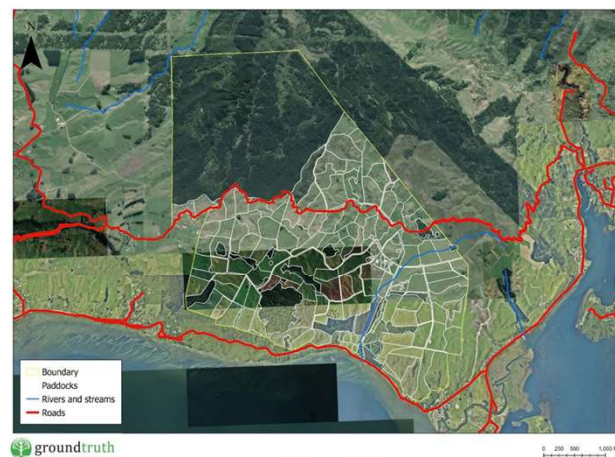 N
Boundary
Paddocks
Rivers and streams
Roads
groundtruth
0 250 500 1,000